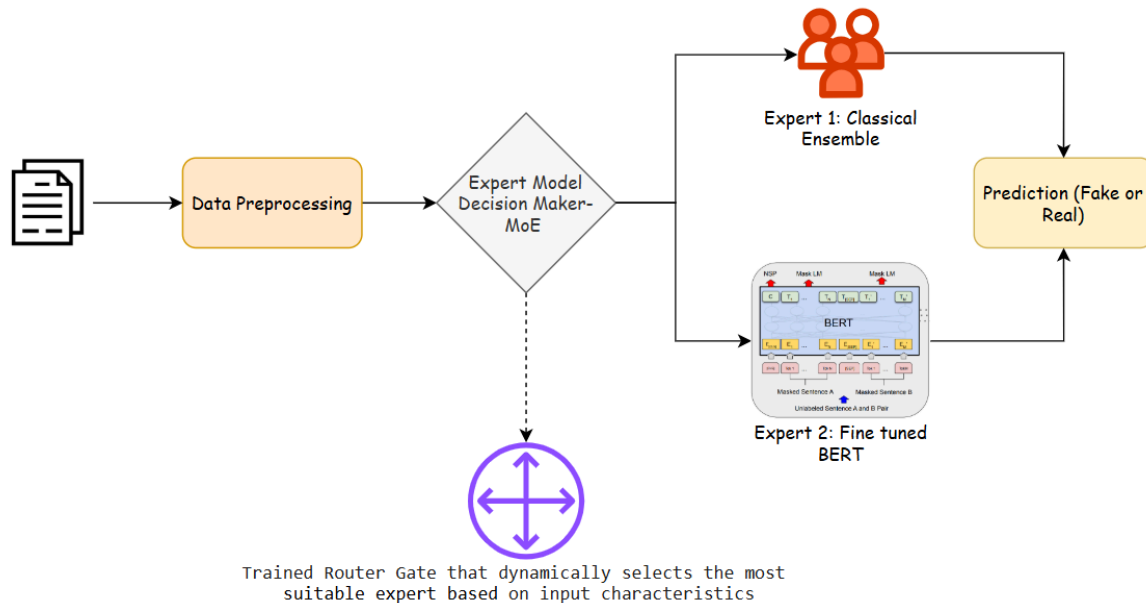 Expert 1: Classical
Ensemble
Data Preprocessing
Expert Model
Decision Maker-
MoE
Prediction (Fake or
Real)
NSP Mask LM Mask LM
C T₁ ... ...
BERT
... ...
Masked Sentence A Masked Sentence B
Unlabeled Sentence A and B Pair
Expert 2: Fine tuned
BERT
Trained Router Gate that dynamically selects the most
suitable expert based on input characteristics